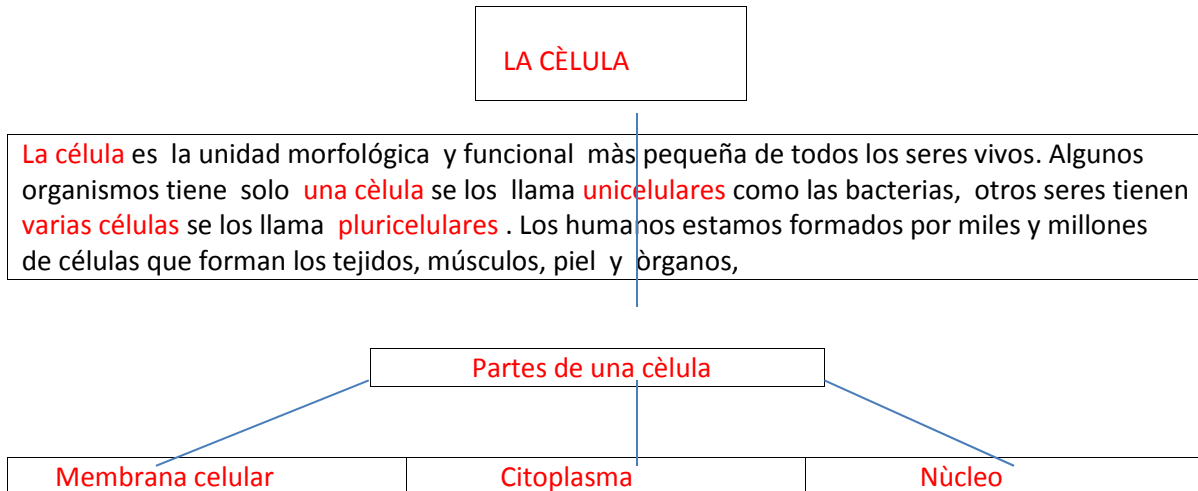 LA CÈLULA
La célula es la unidad morfológica y funcional màs pequeña de todos los seres vivos. Algunos
organismos tiene solo una cèlula se los llama unicelulares como las bacterias, otros seres tienen
varias células se los llama pluricelulares . Los humanos estamos formados por miles y millones
de células que forman los tejidos, músculos, piel y òrganos,
Partes de una cèlula
Membrana celular Citoplasma Nùcleo